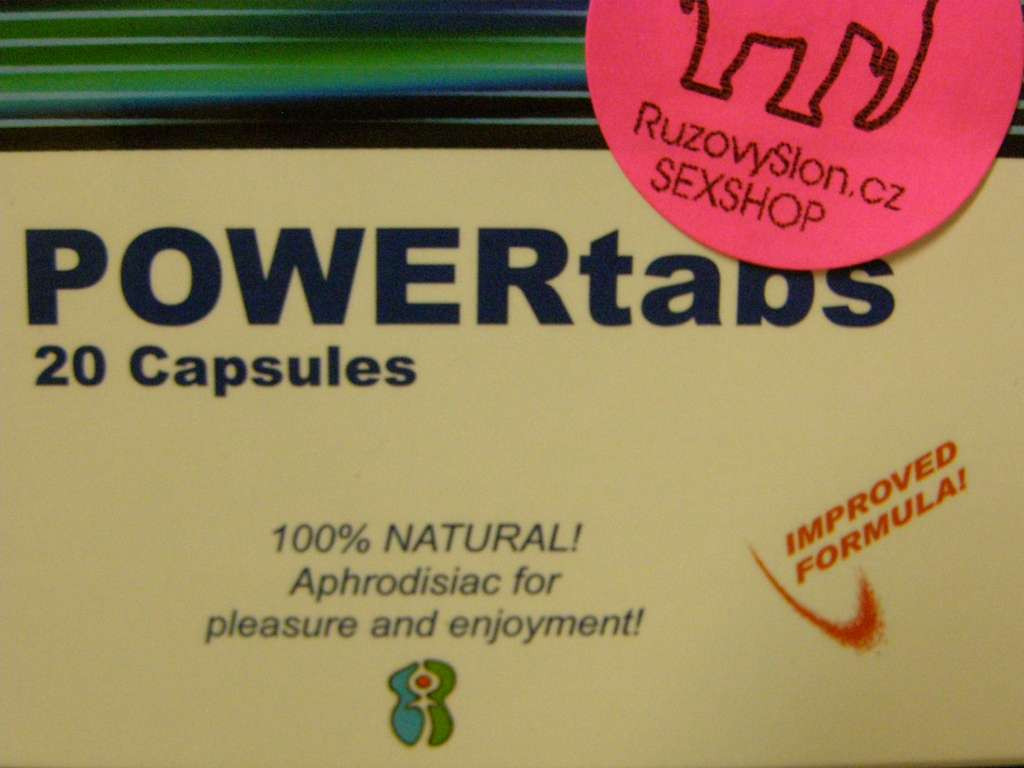 RuzovySlon.cz
SEXSHOP
POWERtabs
20 Capsules
IMPROVED
FORMULA!
100% NATURAL!
Aphrodisiac for
pleasure and enjoyment!